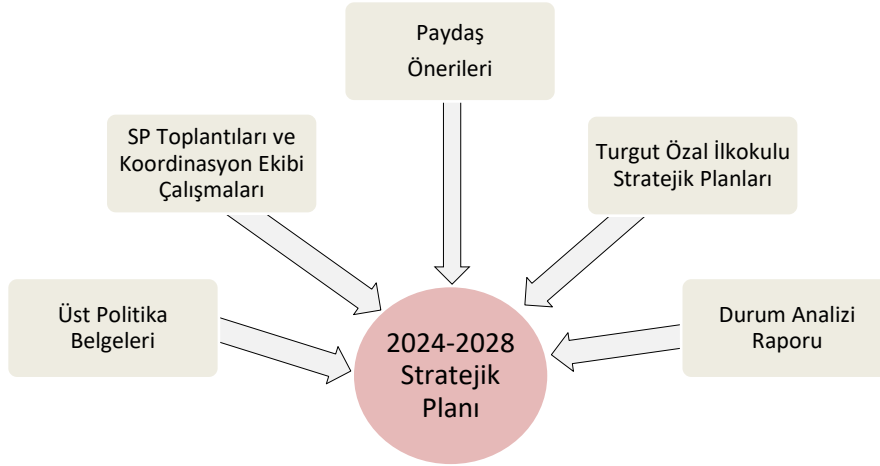 Paydaş
Önerileri
SP Toplantıları ve
Koordinasyon Ekibi
Çalışmaları
Turgut Özal İlkokulu
Stratejik Planları
Üst Politika
Belgeleri
Durum Analizi
Raporu
2024-2028
Stratejik
Planı